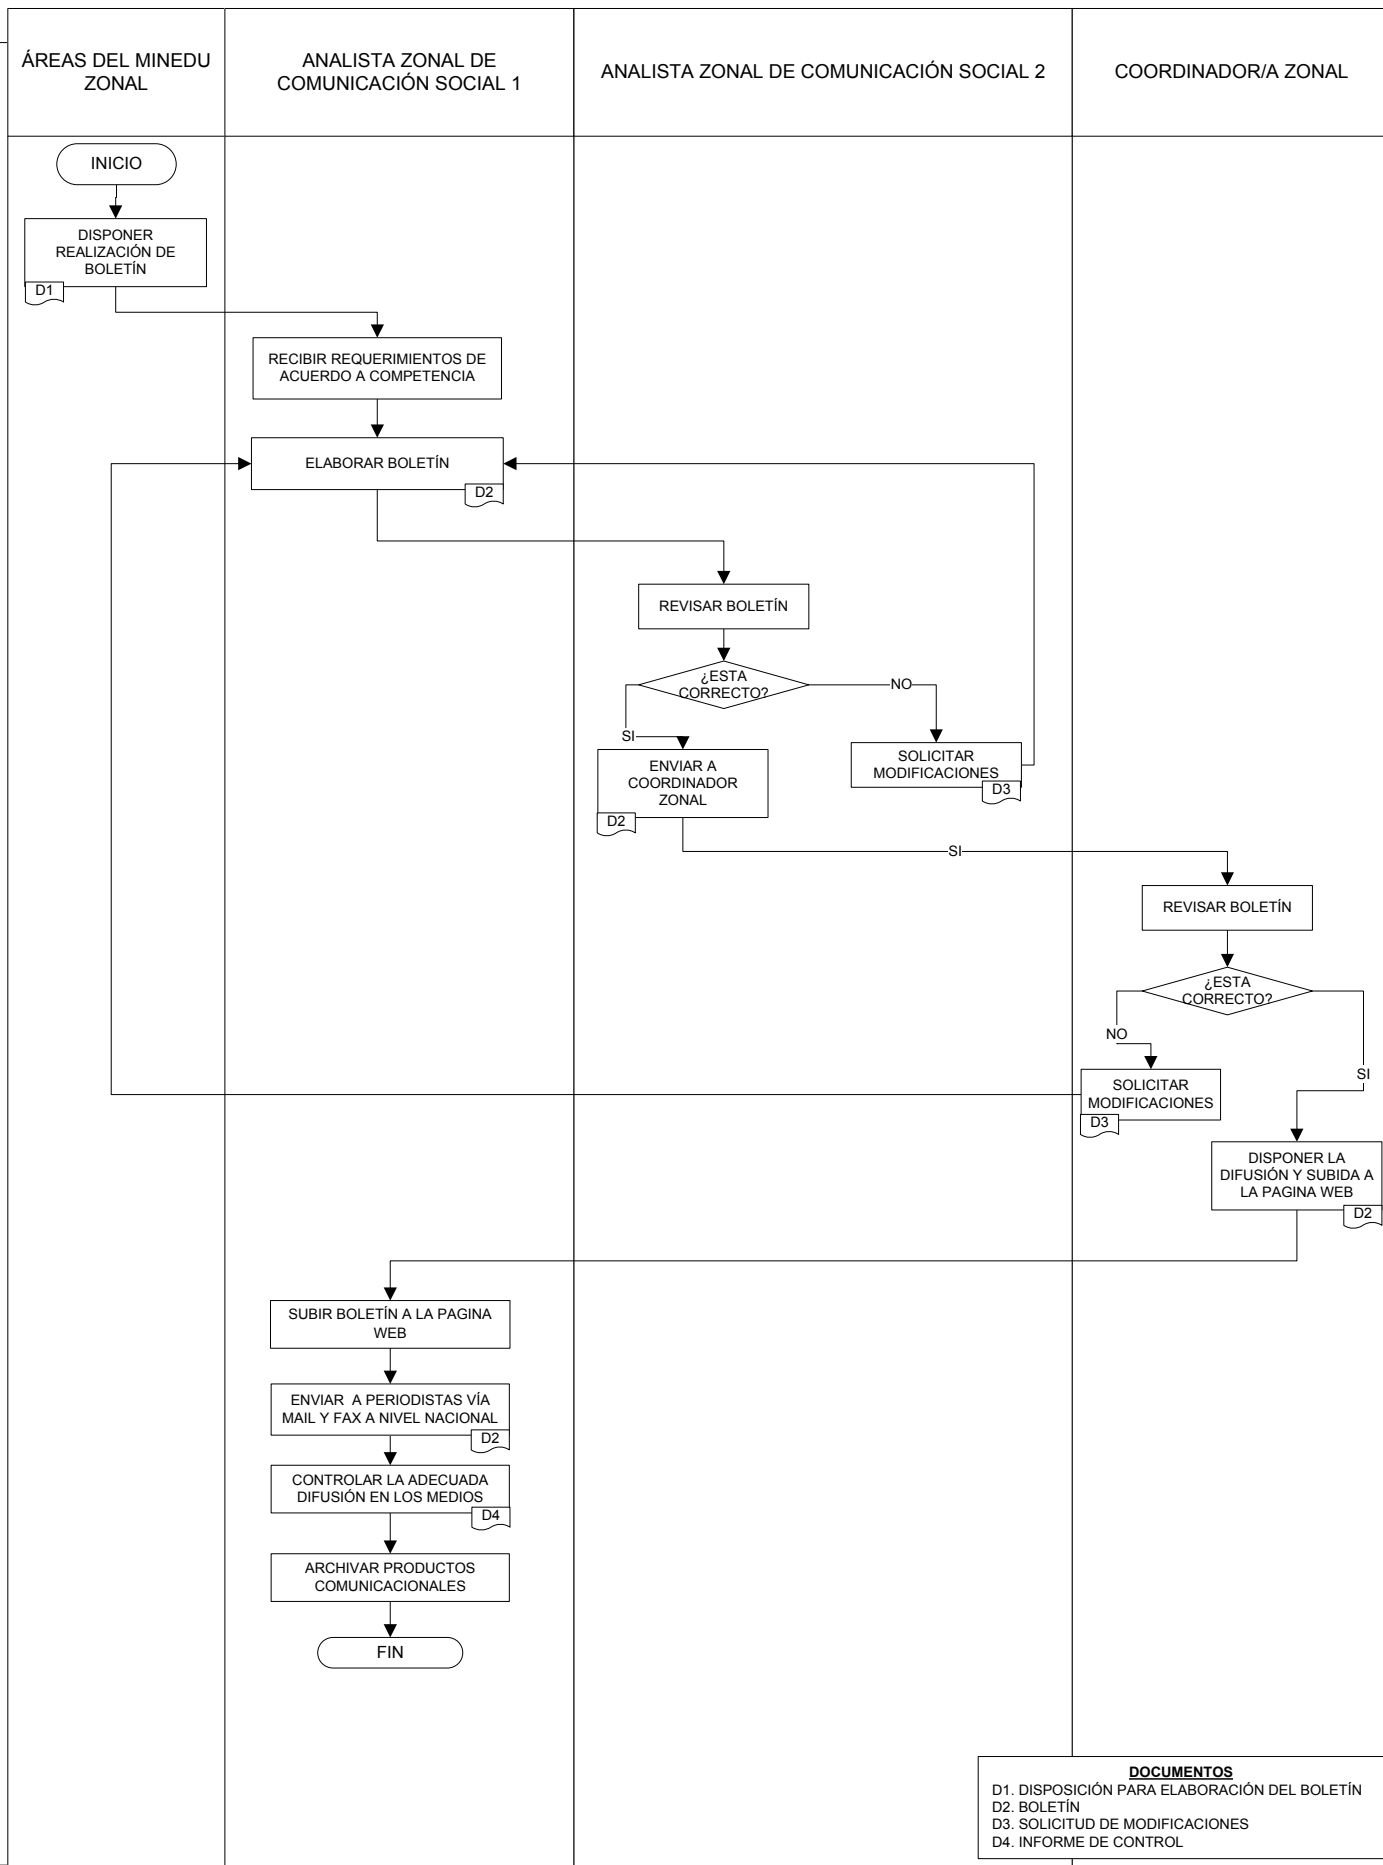 ÁREAS DEL MINEDU
ZONAL
ANALISTA ZONAL DE
COMUNICACIÓN SOCIAL 1
ANALISTA ZONAL DE COMUNICACIÓN SOCIAL 2
COORDINADOR/A ZONAL
INICIO
DISPONER
REALIZACIÓN DE
BOLETÍN
D1
RECIBIR REQUERIMIENTOS DE
ACUERDO A COMPETENCIA
ELABORAR BOLETÍN
D2
REVISAR BOLETÍN
¿ESTA
CORRECTO?
NO
SI
ENVIAR A
COORDINADOR
ZONAL
D2
SOLICITAR
MODIFICACIONES
D3
SI
REVISAR BOLETÍN
¿ESTA
CORRECTO?
NO
SI
SOLICITAR
MODIFICACIONES
D3
DISPONER LA
DIFUSIÓN Y SUBIDA A
LA PAGINA WEB
D2
SUBIR BOLETÍN A LA PAGINA
WEB
ENVIAR  A PERIODISTAS VÍA
MAIL Y FAX A NIVEL NACIONAL
D2
CONTROLAR LA ADECUADA
DIFUSIÓN EN LOS MEDIOS
D4
ARCHIVAR PRODUCTOS
COMUNICACIONALES
FIN
DOCUMENTOS
D1. DISPOSICIÓN PARA ELABORACIÓN DEL BOLETÍN
D2. BOLETÍN
D3. SOLICITUD DE MODIFICACIONES
D4. INFORME DE CONTROL